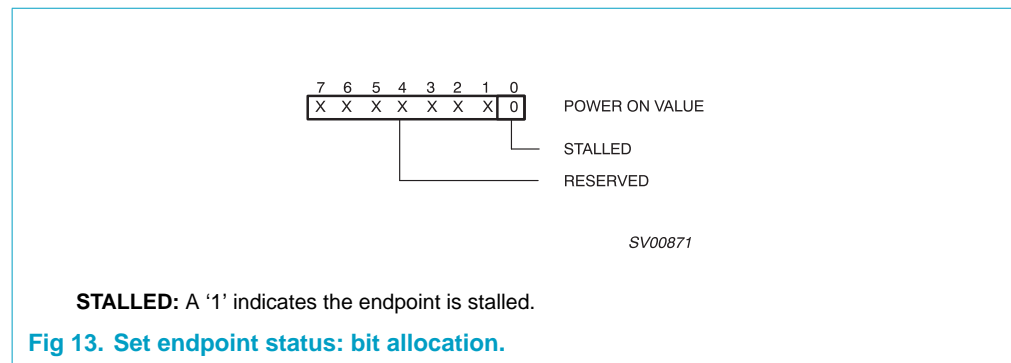 7 6 5 4 3 2 1 0
X X X X X X X 0 POWER ON VALUE
STALLED
RESERVED
SV00871
STALLED: A ‘1’ indicates the endpoint is stalled.
Fig 13. Set endpoint status: bit allocation.